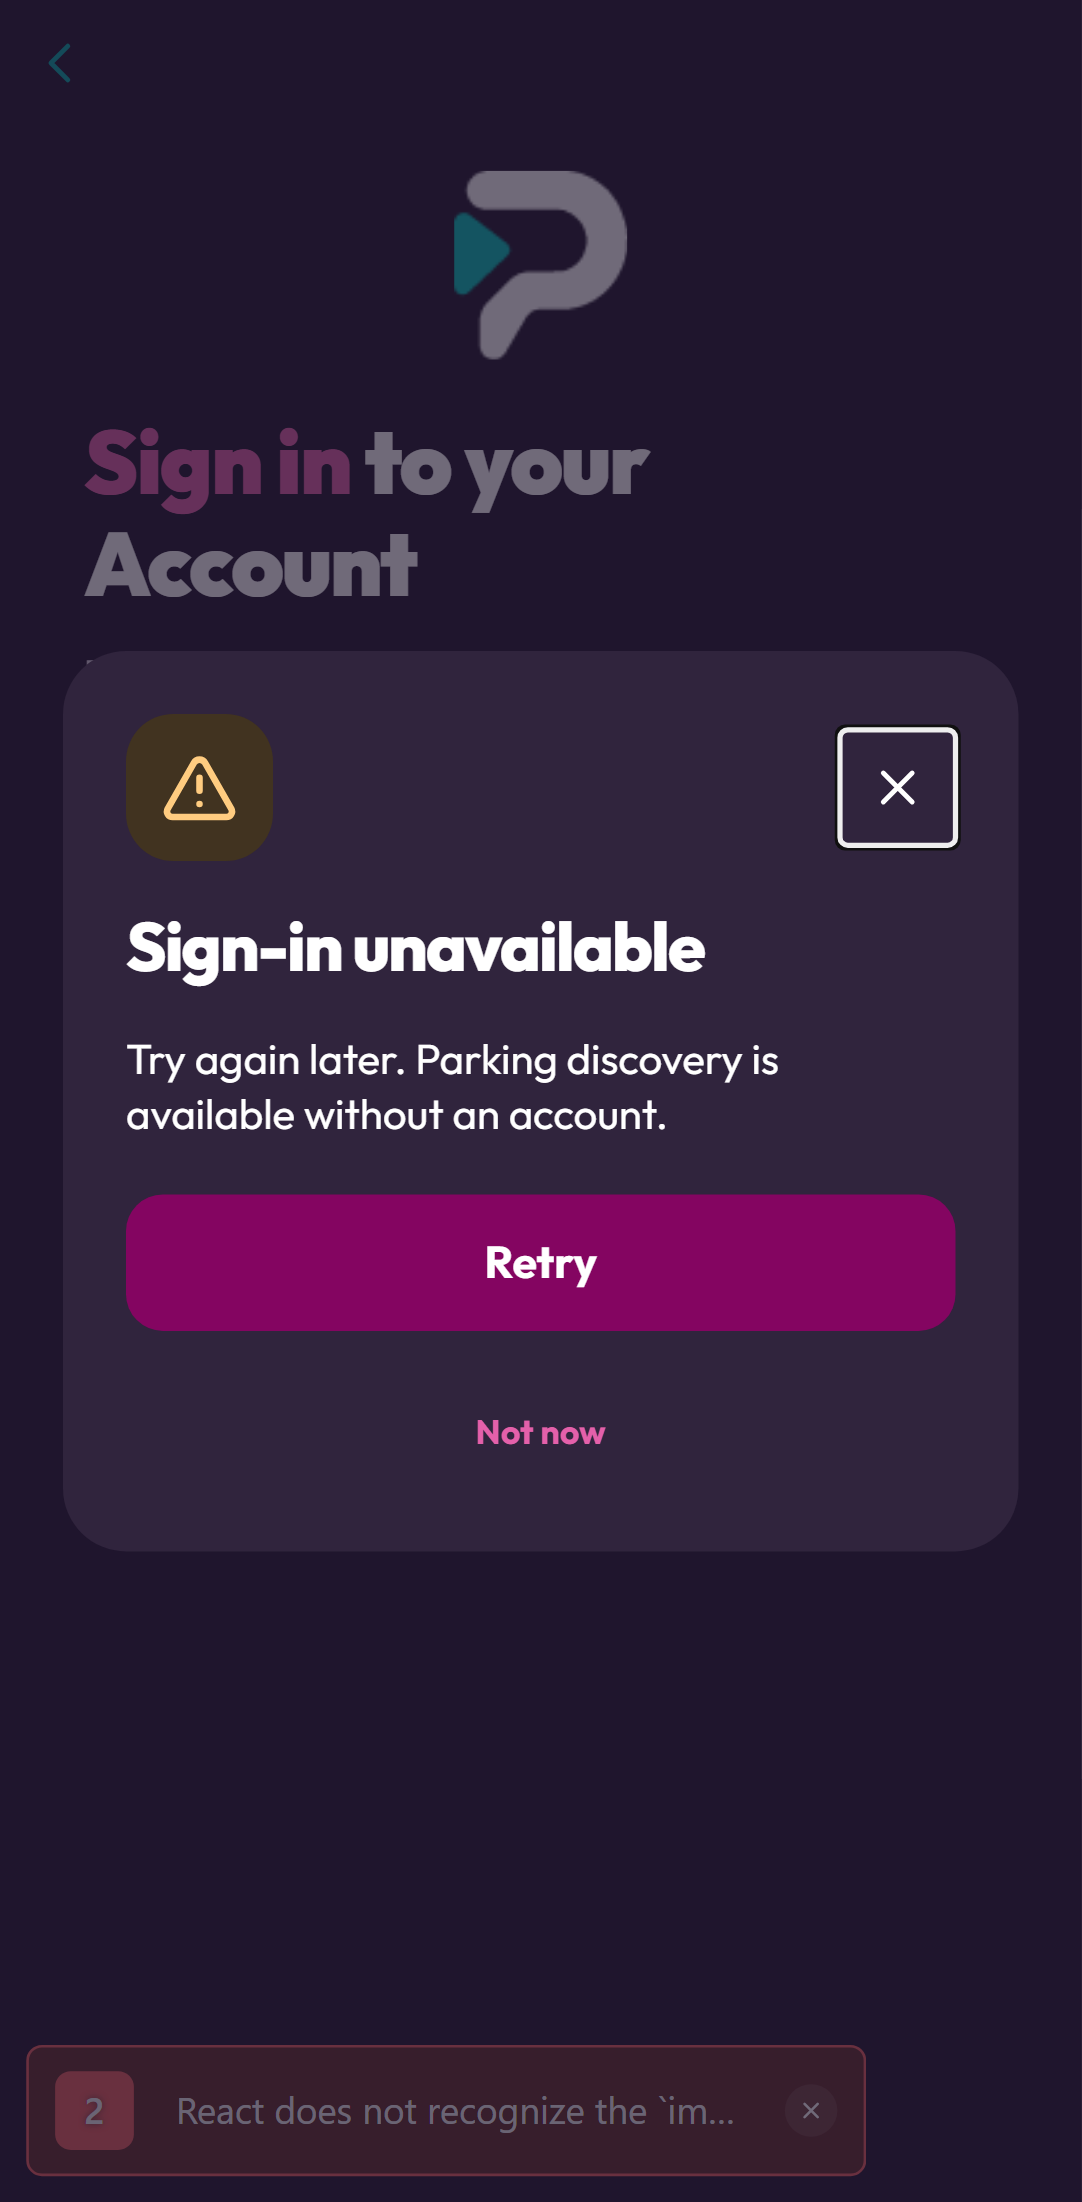 Sign in to your
Account
Sign-in unavailable
Try again later. Parking discovery is
available without an account.
Retry
Not now
2
React does not recognize the `im...